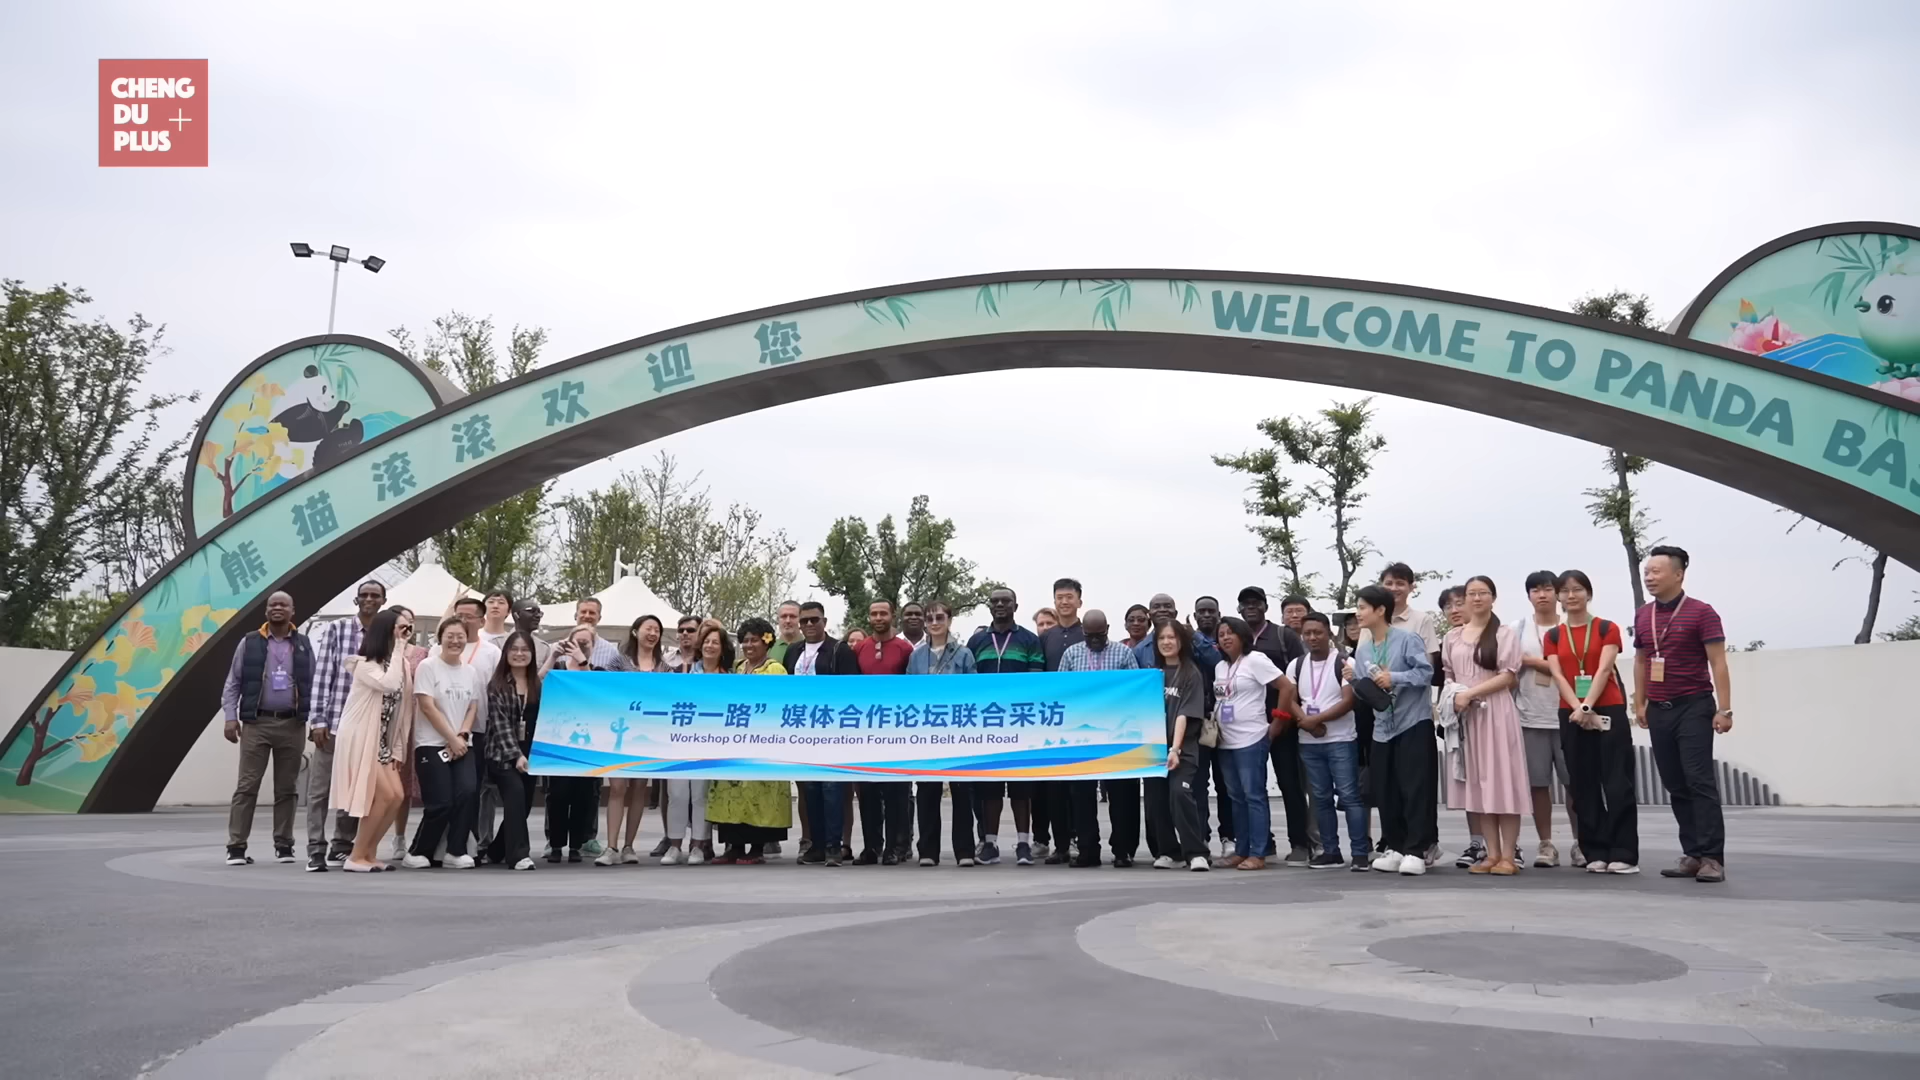 CHENG
DU
PLUS+
熊猫滚滚欢迎您
WELCOME TO PANDA BAS
“一带一路”媒体合作论坛联合采访
Workshop Of Media Cooperation Forum On Belt And Road